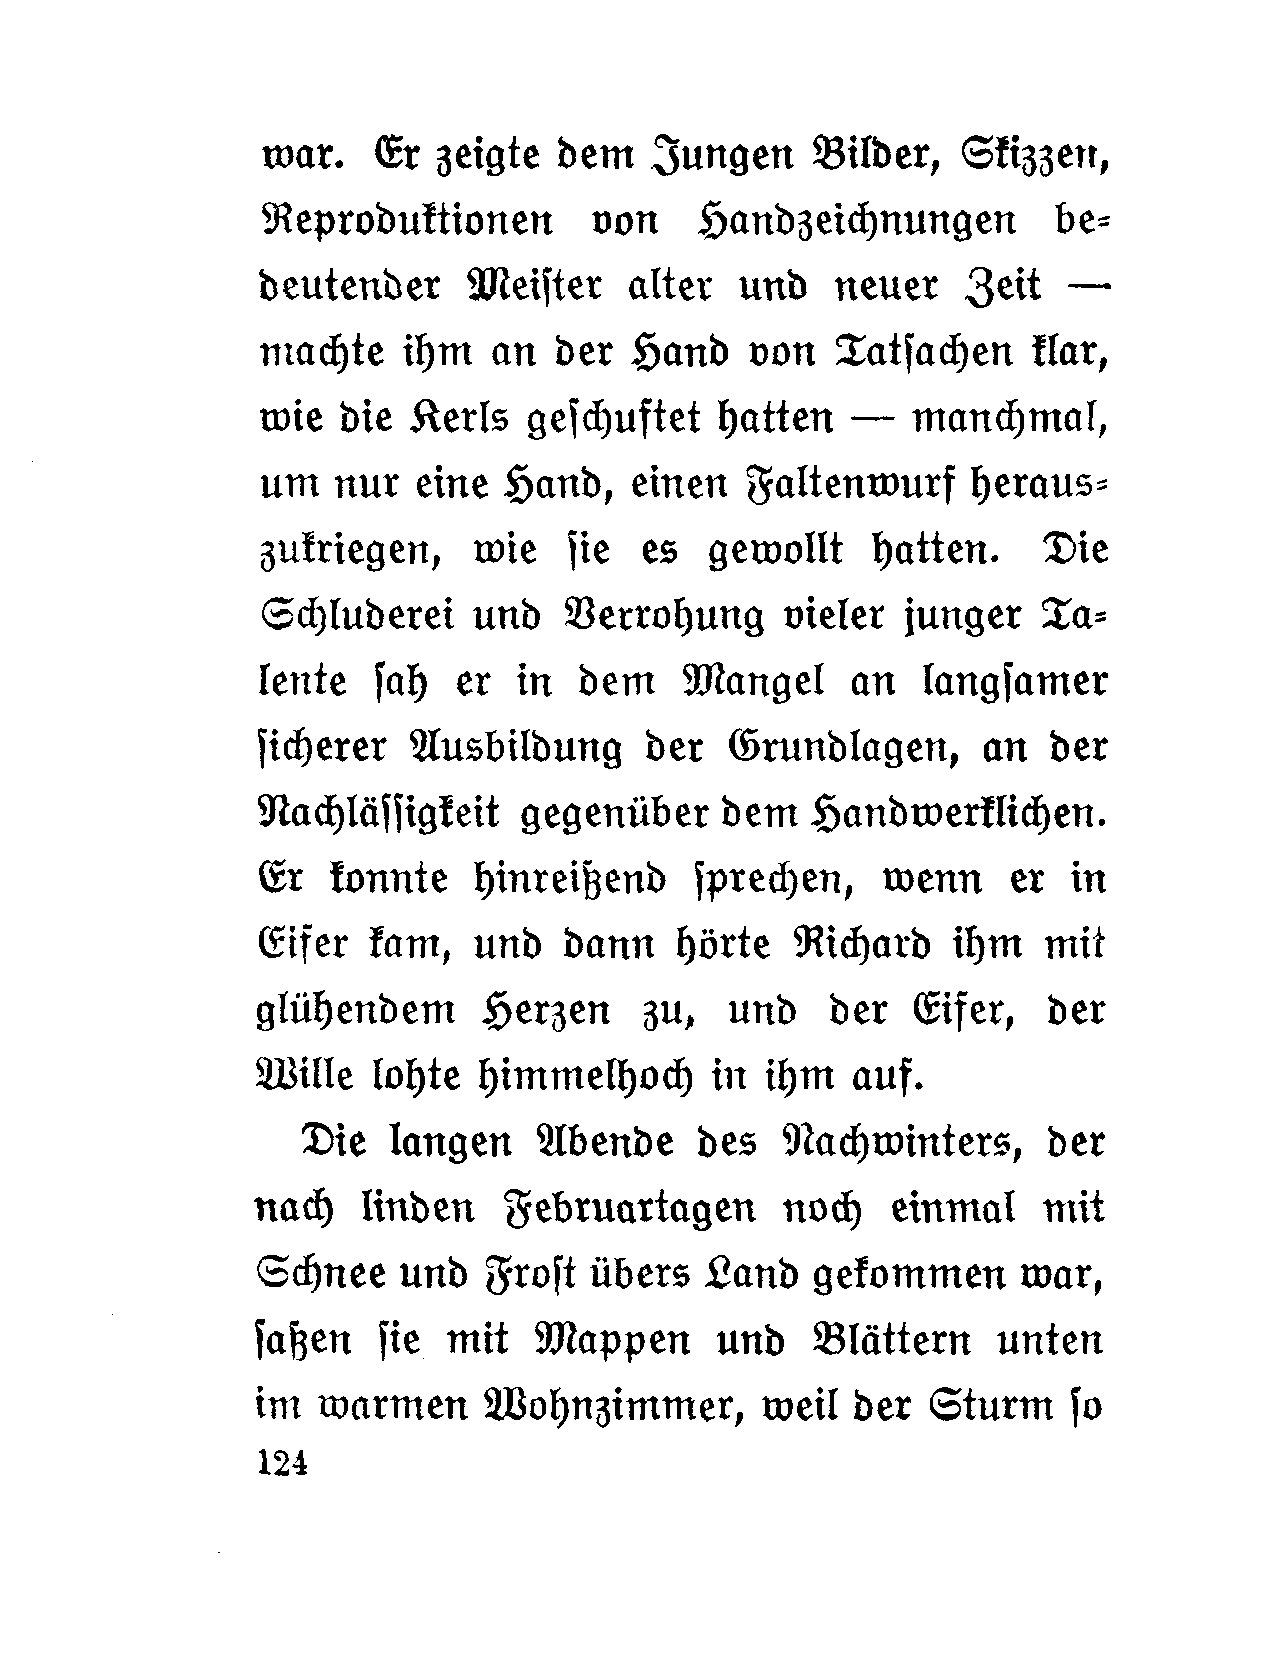 war. Er zeigte dem Jungen Bilder, Skizzen,
Reproduktionen von Handzeichnungen be=
deutender Meister alter und neuer Zeit —
machte ihm an der Hand von Tatsachen klar,
wie die Kerls geschuftet hatten — manchmal,
um nur eine Hand, einen Faltenwurf heraus=
zukriegen, wie sie es gewollt hatten. Die
Schluderei und Verrohung vieler junger Ta=
lente sah er in dem Mangel an langsamer
sicherer Ausbildung der Grundlagen, an der
Nachlässigkeit gegenüber dem Handwerklichen.
Er konnte hinreißend sprechen, wenn er in
Eifer kam, und dann hörte Richard ihm mit
glühendem Herzen zu, und der Eifer, der
Wille lohte himmelhoch in ihm auf.
Die langen Abende des Nachwinters, der
nach linden Februartagen noch einmal mit
Schnee und Frost übers Land gekommen war,
saßen sie mit Mappen und Blättern unten
im warmen Wohnzimmer, weil der Sturm so
124